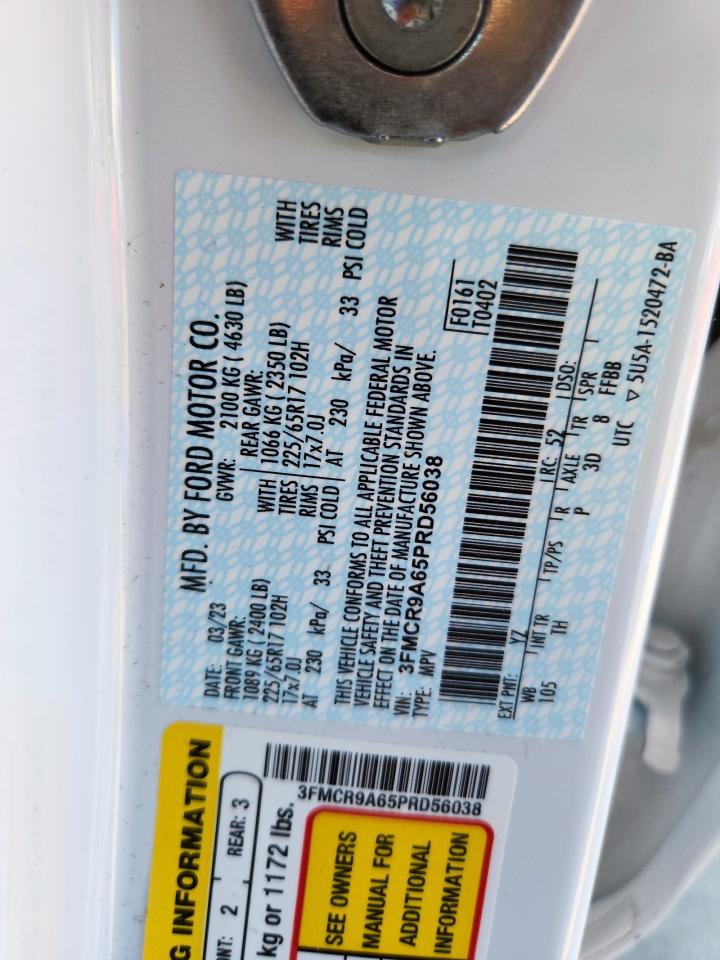 MFD. BY FORD MOTOR CO.
DATE: 03/23 GVWR: 2100 KG ( 4630 LB)
FRONT GAWR: REAR GAWR:
1089 KG ( 2400 LB) WITH 1066 KG ( 2350 LB) WITH
225/65R17 102H TIRES 225/65R17 102H TIRES
17x7.0J RIMS 17x7.0J RIMS
AT 230 kPa/ 33 PSI COLD AT 230 kPa/ 33 PSI COLD
THIS VEHICLE CONFORMS TO ALL APPLICABLE FEDERAL MOTOR
VEHICLE SAFETY AND THEFT PREVENTION STANDARDS IN
EFFECT ON THE DATE OF MANUFACTURE SHOWN ABOVE.
VIN: 3FMCR9A65PRD56038
TYPE: MPV
F0161
T0402
EXT PNT: YZ RC: 52 DSO:
WB INT TR TP/PS R AXLE TR SPR
105 TH P 3D 8 FFBB
UTC ▽ 5U5A-1520472-BA
G INFORMATION
NT: 2 REAR: 3
kg or 1172 lbs.
3FMCR9A65PRD56038
SEE OWNERS
MANUAL FOR
ADDITIONAL
INFORMATION